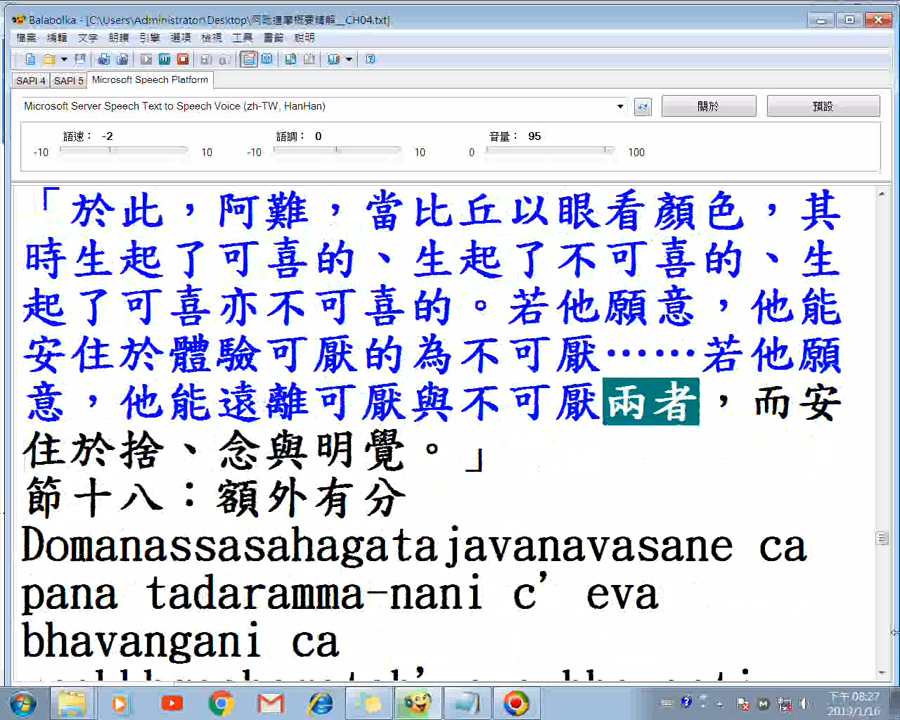 Balabolka - [C:\Users\Administrator\Desktop\阿毗達摩概要精解__CH04.txt]
檔案 編輯 文字 朗讀 引擎 選項 檢視 工具 書籤 說明
SAPI 4 SAPI 5 Microsoft Speech Platform
Microsoft Server Speech Text to Speech Voice (zh-TW, HanHan) 關於 預設
語速： -2 語調： 0 音量： 95
-10 10 -10 10 0 100
「於此，阿難，當比丘以眼看顏色，其
時生起了可喜的、生起了不可喜的、生
起了可喜亦不可喜的。若他願意，他能
安住於體驗可厭的為不可厭……若他願
意，他能遠離可厭與不可厭兩者，而安
住於捨、念與明覺。」
節十八：額外有分
Domanassasahagatajavanavasane ca
pana tadaramma-nani c’ eva
bhavangani ca
下午 08:27
2019/1/16